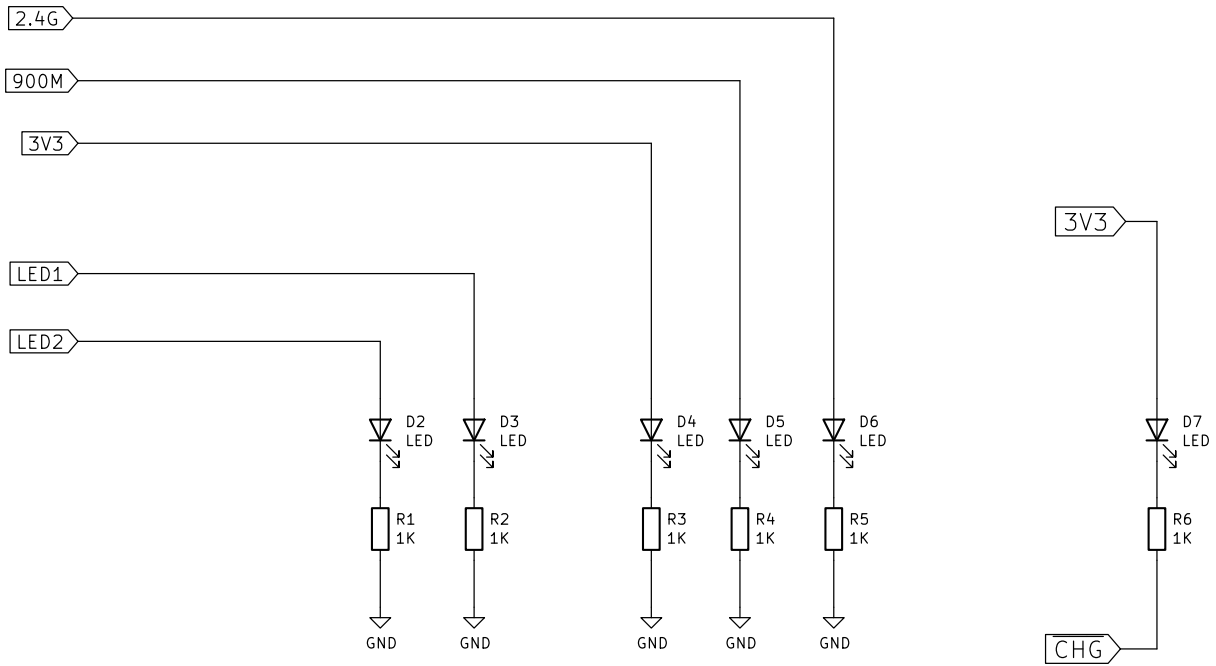 2.4G
900M
3V3
3V3
LED1
LED2
D2
LED
D3
LED
D4
LED
D5
LED
D6
LED
D7
LED
R1
1K
R2
1K
R3
1K
R4
1K
R5
1K
R6
1K
GND
GND
GND
GND
GND
C̅H̅G̅